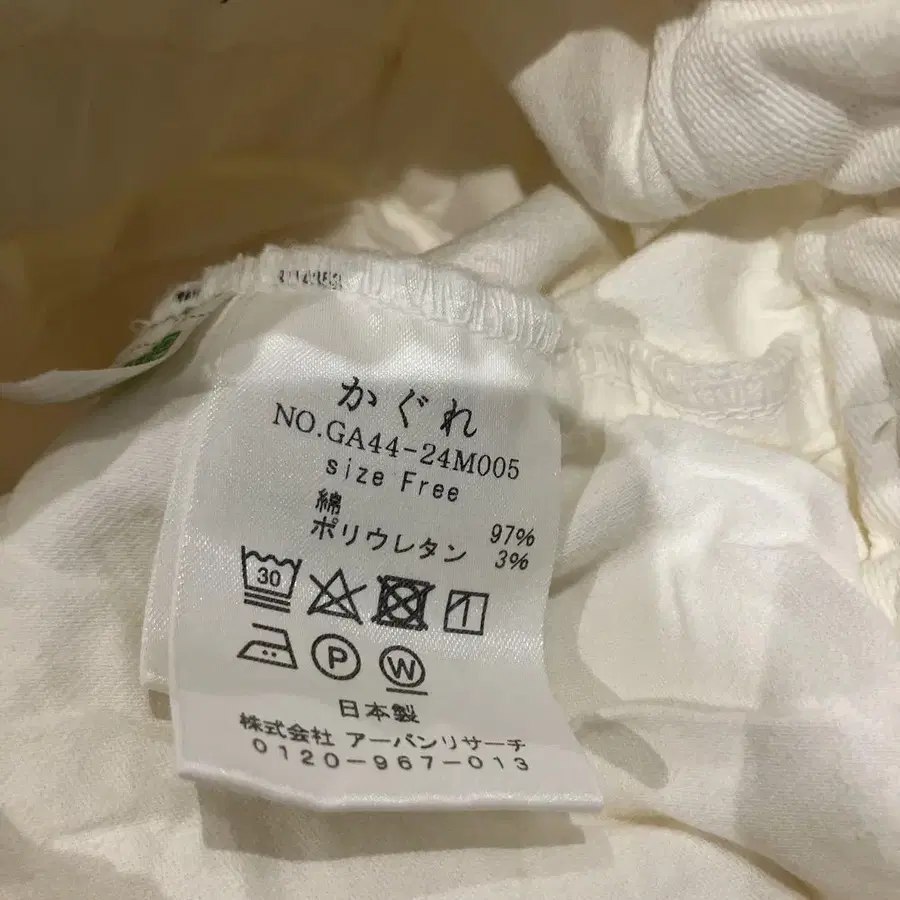 かぐれ
NO.GA44-24M005
size Free
綿 97%
ポリウレタン 3%
30
P
W
日本製
株式会社 アーバンリサーチ
0120-967-013